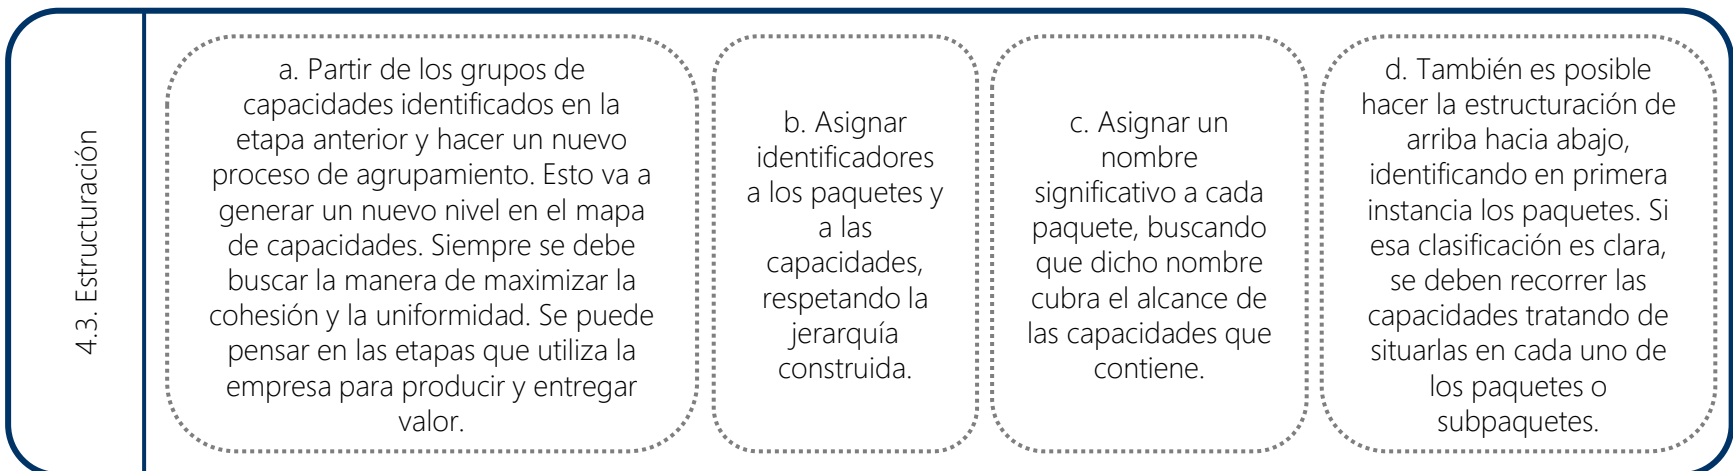 4.3. Estructuración
a. Partir de los grupos de
capacidades identificados en la
etapa anterior y hacer un nuevo
proceso de agrupamiento. Esto va a
generar un nuevo nivel en el mapa
de capacidades. Siempre se debe
buscar la manera de maximizar la
cohesión y la uniformidad. Se puede
pensar en las etapas que utiliza la
empresa para producir y entregar
valor.
b. Asignar
identificadores
a los paquetes y
a las
capacidades,
respetando la
jerarquía
construida.
c. Asignar un
nombre
significativo a cada
paquete, buscando
que dicho nombre
cubra el alcance de
las capacidades que
contiene.
d. También es posible
hacer la estructuración de
arriba hacia abajo,
identificando en primera
instancia los paquetes. Si
esa clasificación es clara,
se deben recorrer las
capacidades tratando de
situarlas en cada uno de
los paquetes o
subpaquetes.